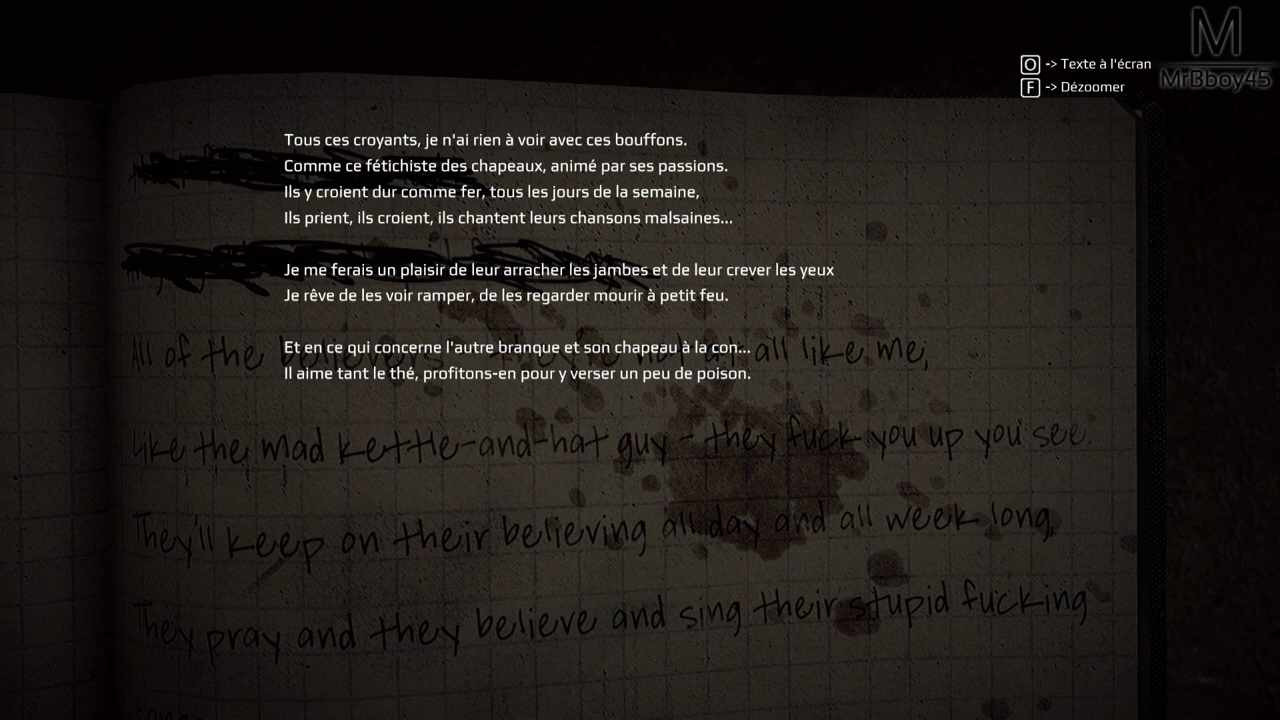 M
MrBboy45
O -> Texte à l'écran
F -> Dézoomer
Tous ces croyants, je n'ai rien à voir avec ces bouffons.
Comme ce fétichiste des chapeaux, animé par ses passions.
Ils y croient dur comme fer, tous les jours de la semaine,
Ils prient, ils croient, ils chantent leurs chansons malsaines...
Je me ferais un plaisir de leur arracher les jambes et de leur crever les yeux
Je rêve de les voir ramper, de les regarder mourir à petit feu.
Et en ce qui concerne l'autre branque et son chapeau à la con...
Il aime tant le thé, profitons-en pour y verser un peu de poison.
All of the believers all like me,
Like the mad kettle-and-hat guy - they fuck you up you see.
They'll keep on their believing all day and all week long,
They pray and they believe and sing their stupid fucking